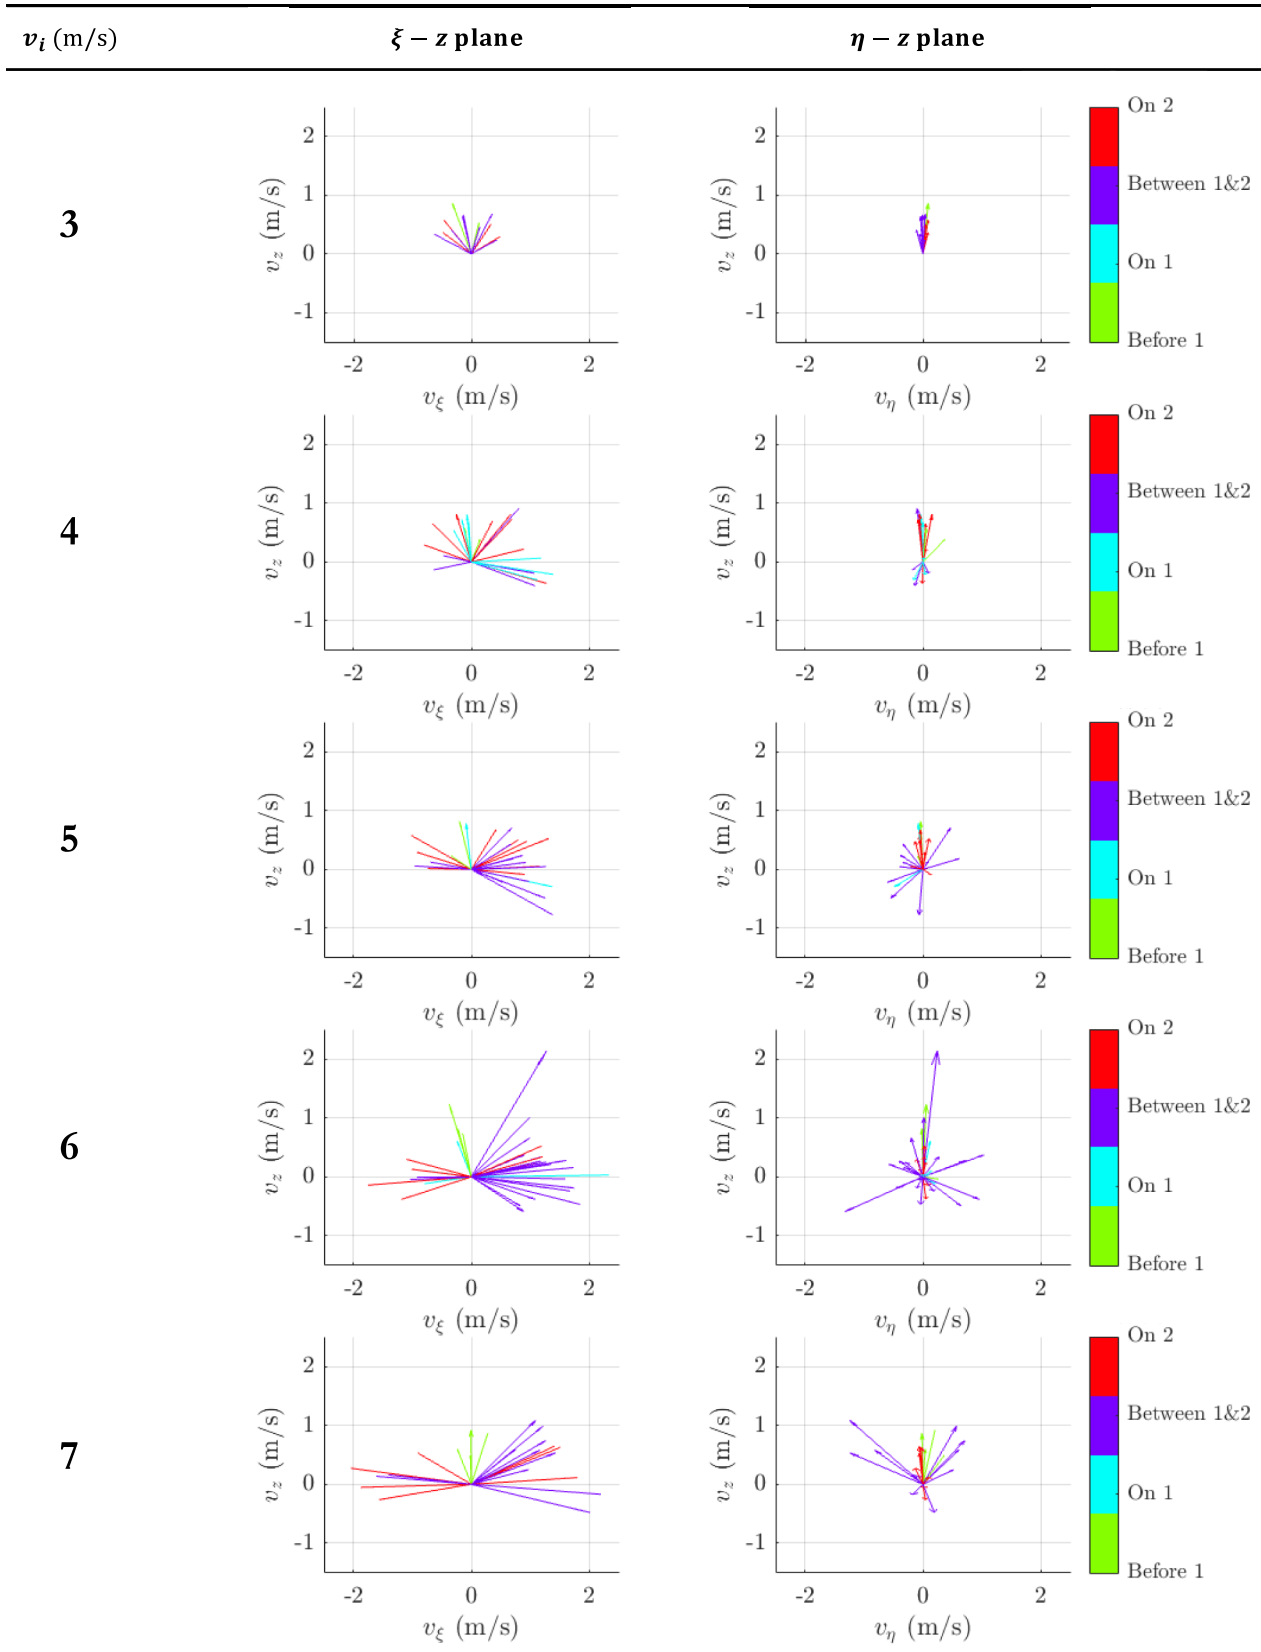 v_i (m/s) ξ − z plane η − z plane
3
v_z (m/s)
2
1
0
-1
-2 0 2
v_ξ (m/s)
v_z (m/s)
2
1
0
-1
-2 0 2
v_η (m/s)
On 2
Between 1&2
On 1
Before 1
4
v_z (m/s)
2
1
0
-1
-2 0 2
v_ξ (m/s)
v_z (m/s)
2
1
0
-1
-2 0 2
v_η (m/s)
On 2
Between 1&2
On 1
Before 1
5
v_z (m/s)
2
1
0
-1
-2 0 2
v_ξ (m/s)
v_z (m/s)
2
1
0
-1
-2 0 2
v_η (m/s)
On 2
Between 1&2
On 1
Before 1
6
v_z (m/s)
2
1
0
-1
-2 0 2
v_ξ (m/s)
v_z (m/s)
2
1
0
-1
-2 0 2
v_η (m/s)
On 2
Between 1&2
On 1
Before 1
7
v_z (m/s)
2
1
0
-1
-2 0 2
v_ξ (m/s)
v_z (m/s)
2
1
0
-1
-2 0 2
v_η (m/s)
On 2
Between 1&2
On 1
Before 1